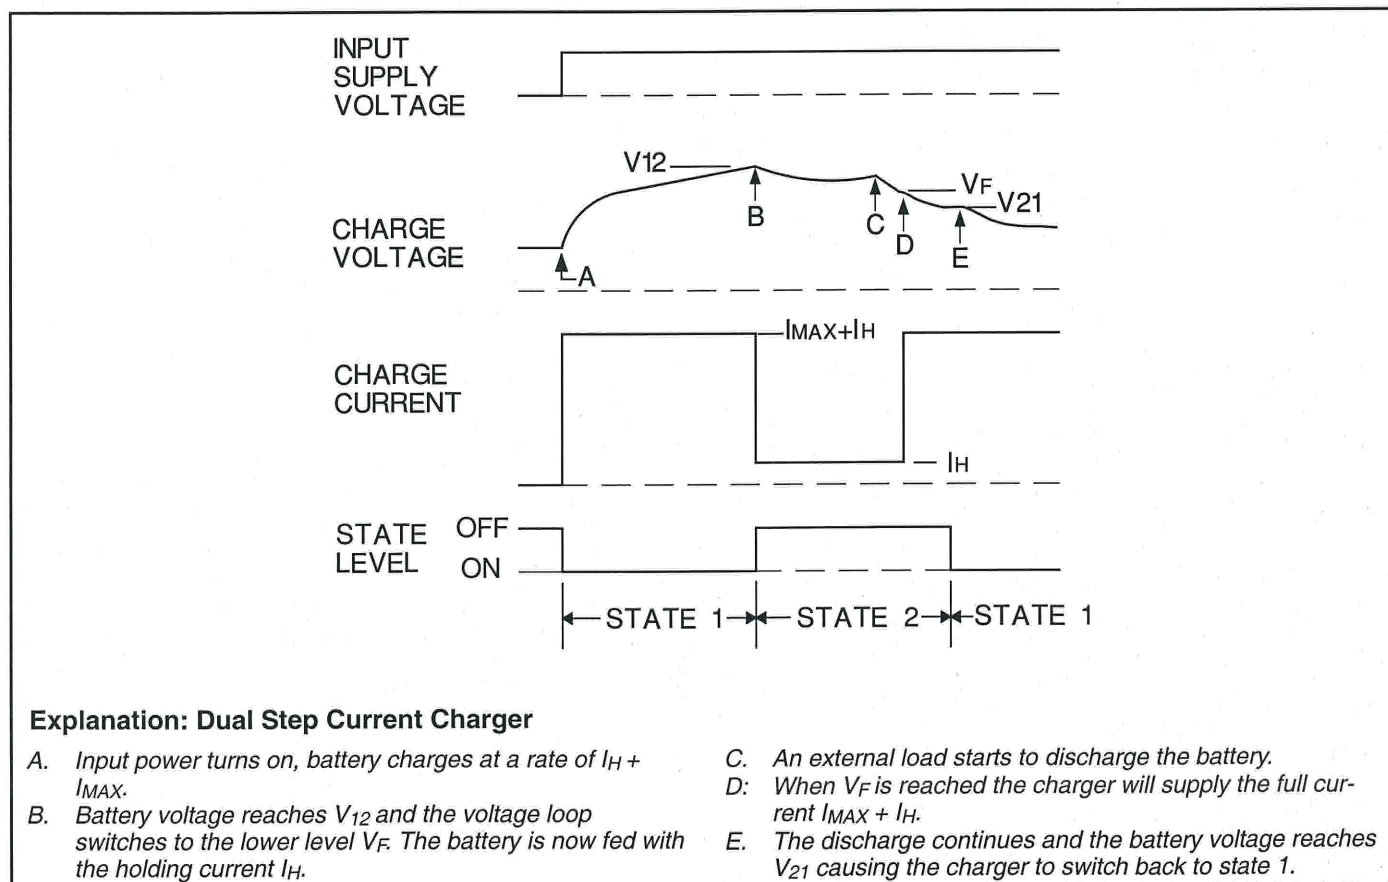 INPUT
SUPPLY
VOLTAGE
V12
VF
V21
B
C
D
E
CHARGE
VOLTAGE
A
IMAX+IH
CHARGE
CURRENT
IH
STATE
LEVEL
OFF
ON
STATE 1
STATE 2
STATE 1
Explanation: Dual Step Current Charger
A. Input power turns on, battery charges at a rate of IH +
IMAX.
B. Battery voltage reaches V12 and the voltage loop
switches to the lower level VF. The battery is now fed with
the holding current IH.
C. An external load starts to discharge the battery.
D: When VF is reached the charger will supply the full cur-
rent IMAX + IH.
E. The discharge continues and the battery voltage reaches
V21 causing the charger to switch back to state 1.